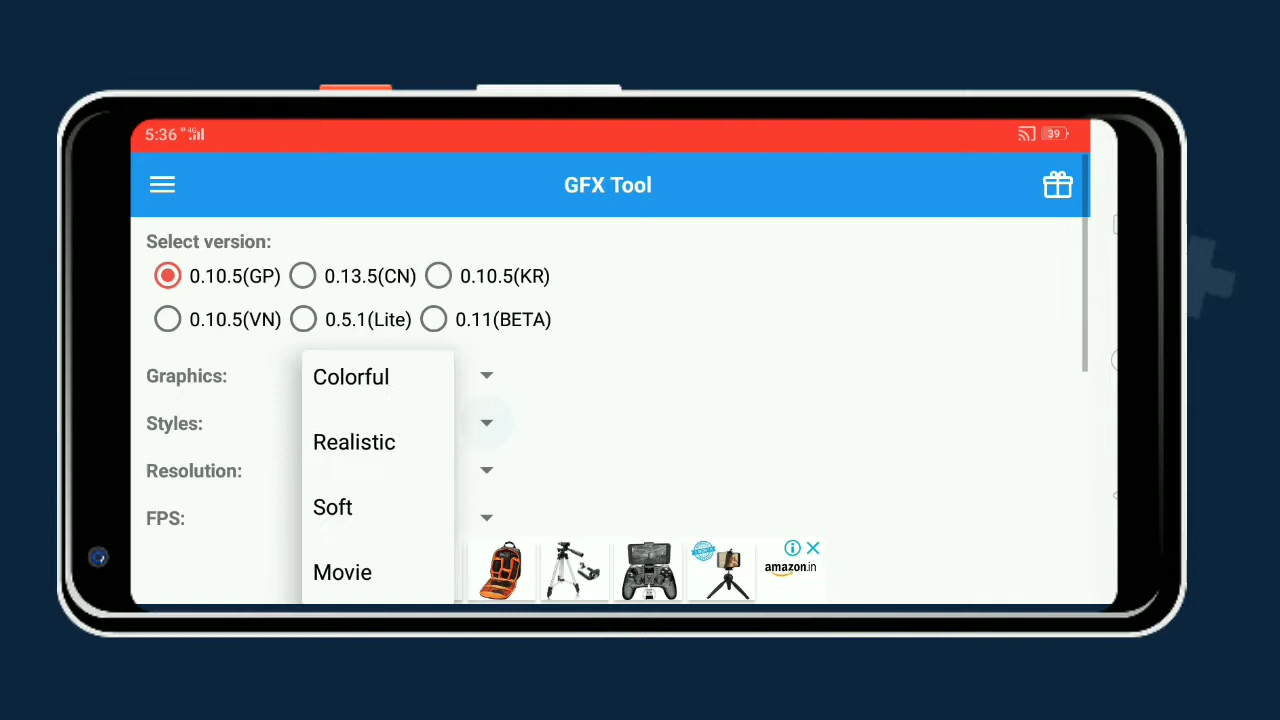 5:36 4G 39
GFX Tool
Select version:
0.10.5(GP) 0.13.5(CN) 0.10.5(KR)
0.10.5(VN) 0.5.1(Lite) 0.11(BETA)
Graphics: Colorful
Styles:
Realistic
Resolution:
Soft
FPS:
Movie
amazon.in